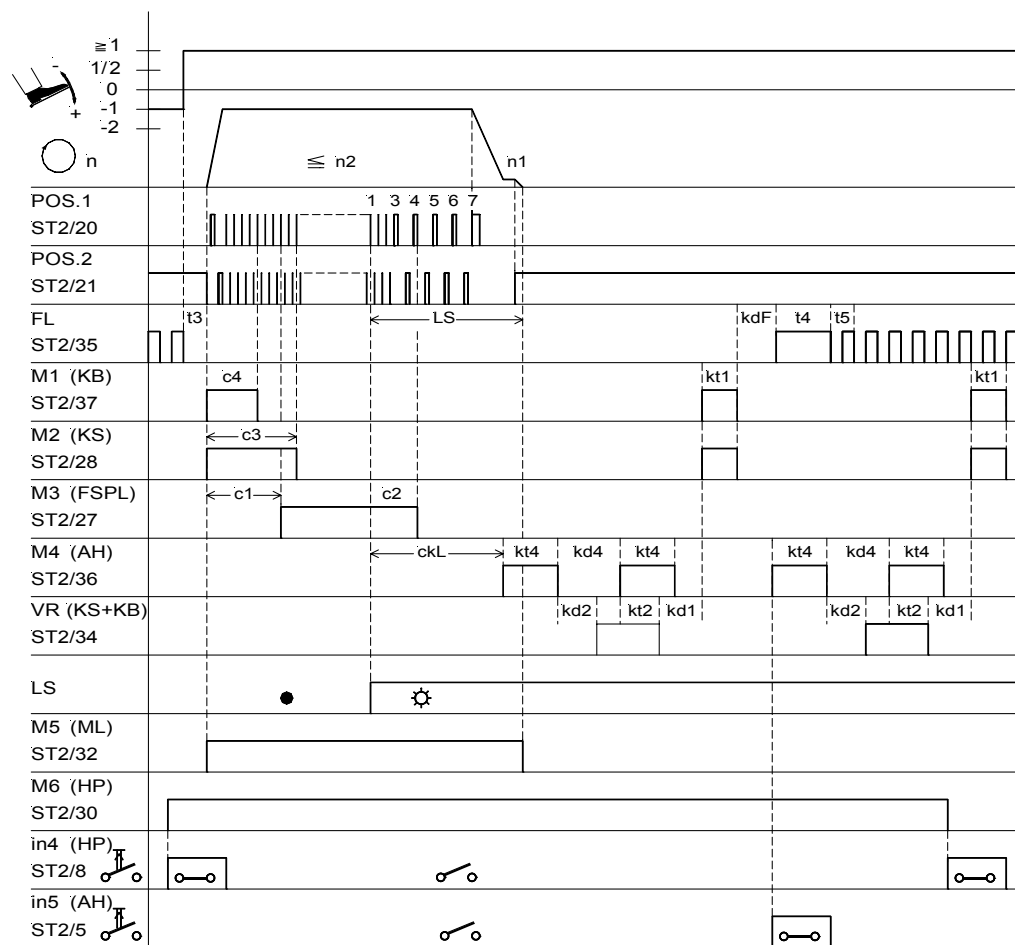 ≧1
- 1/2
0
-1
+ -2
n ≦ n2 n1
POS.1 1 3 4 5 6 7
ST2/20
POS.2
ST2/21
FL t3 LS kdF t4 t5
ST2/35
M1 (KB) c4 kt1 kt1
ST2/37
M2 (KS) c3
ST2/28
M3 (FSPL) c1 c2
ST2/27
M4 (AH) ckL kt4 kd4 kt4 kt4 kd4 kt4
ST2/36
VR (KS+KB) kd2 kt2 kd1 kd2 kt2 kd1
ST2/34
LS
M5 (ML)
ST2/32
M6 (HP)
ST2/30
in4 (HP)
ST2/8
in5 (AH)
ST2/5